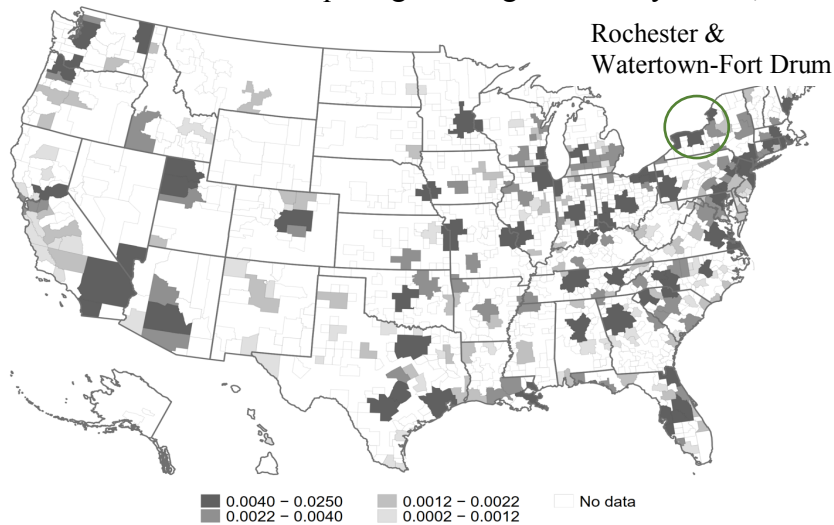 Rochester &
Watertown-Fort Drum
0.0040 − 0.0250
0.0022 − 0.0040
0.0012 − 0.0022
0.0002 − 0.0012
No data